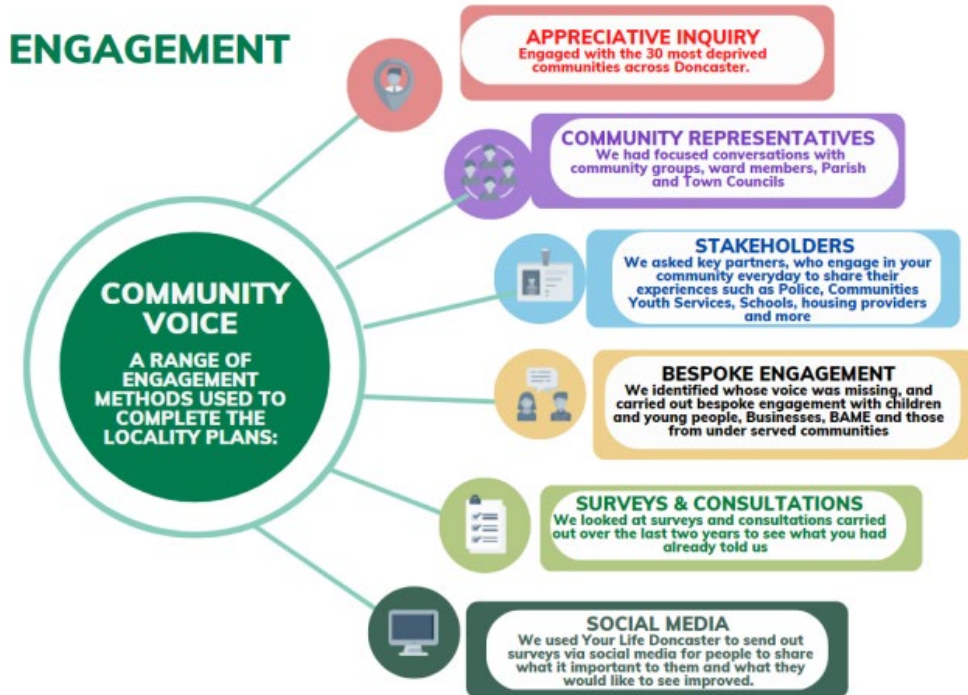 ENGAGEMENT
APPRECIATIVE INQUIRY
Engaged with the 30 most deprived
communities across Doncaster.
COMMUNITY REPRESENTATIVES
We had focused conversations with
community groups, ward members, Parish
and Town Councils
STAKEHOLDERS
We asked key partners, who engage in your
community everyday to share their
experiences such as Police, Communities
Youth Services, Schools, housing providers
and more
COMMUNITY
VOICE
A RANGE OF
ENGAGEMENT
METHODS USED TO
COMPLETE THE
LOCALITY PLANS:
BESPOKE ENGAGEMENT
We identified whose voice was missing, and
carried out bespoke engagement with children
and young people, Businesses, BAME and those
from under served communities
SURVEYS & CONSULTATIONS
We looked at surveys and consultations carried
out over the last two years to see what you had
already told us
SOCIAL MEDIA
We used Your Life Doncaster to send out
surveys via social media for people to share
what it important to them and what they
would like to see improved.